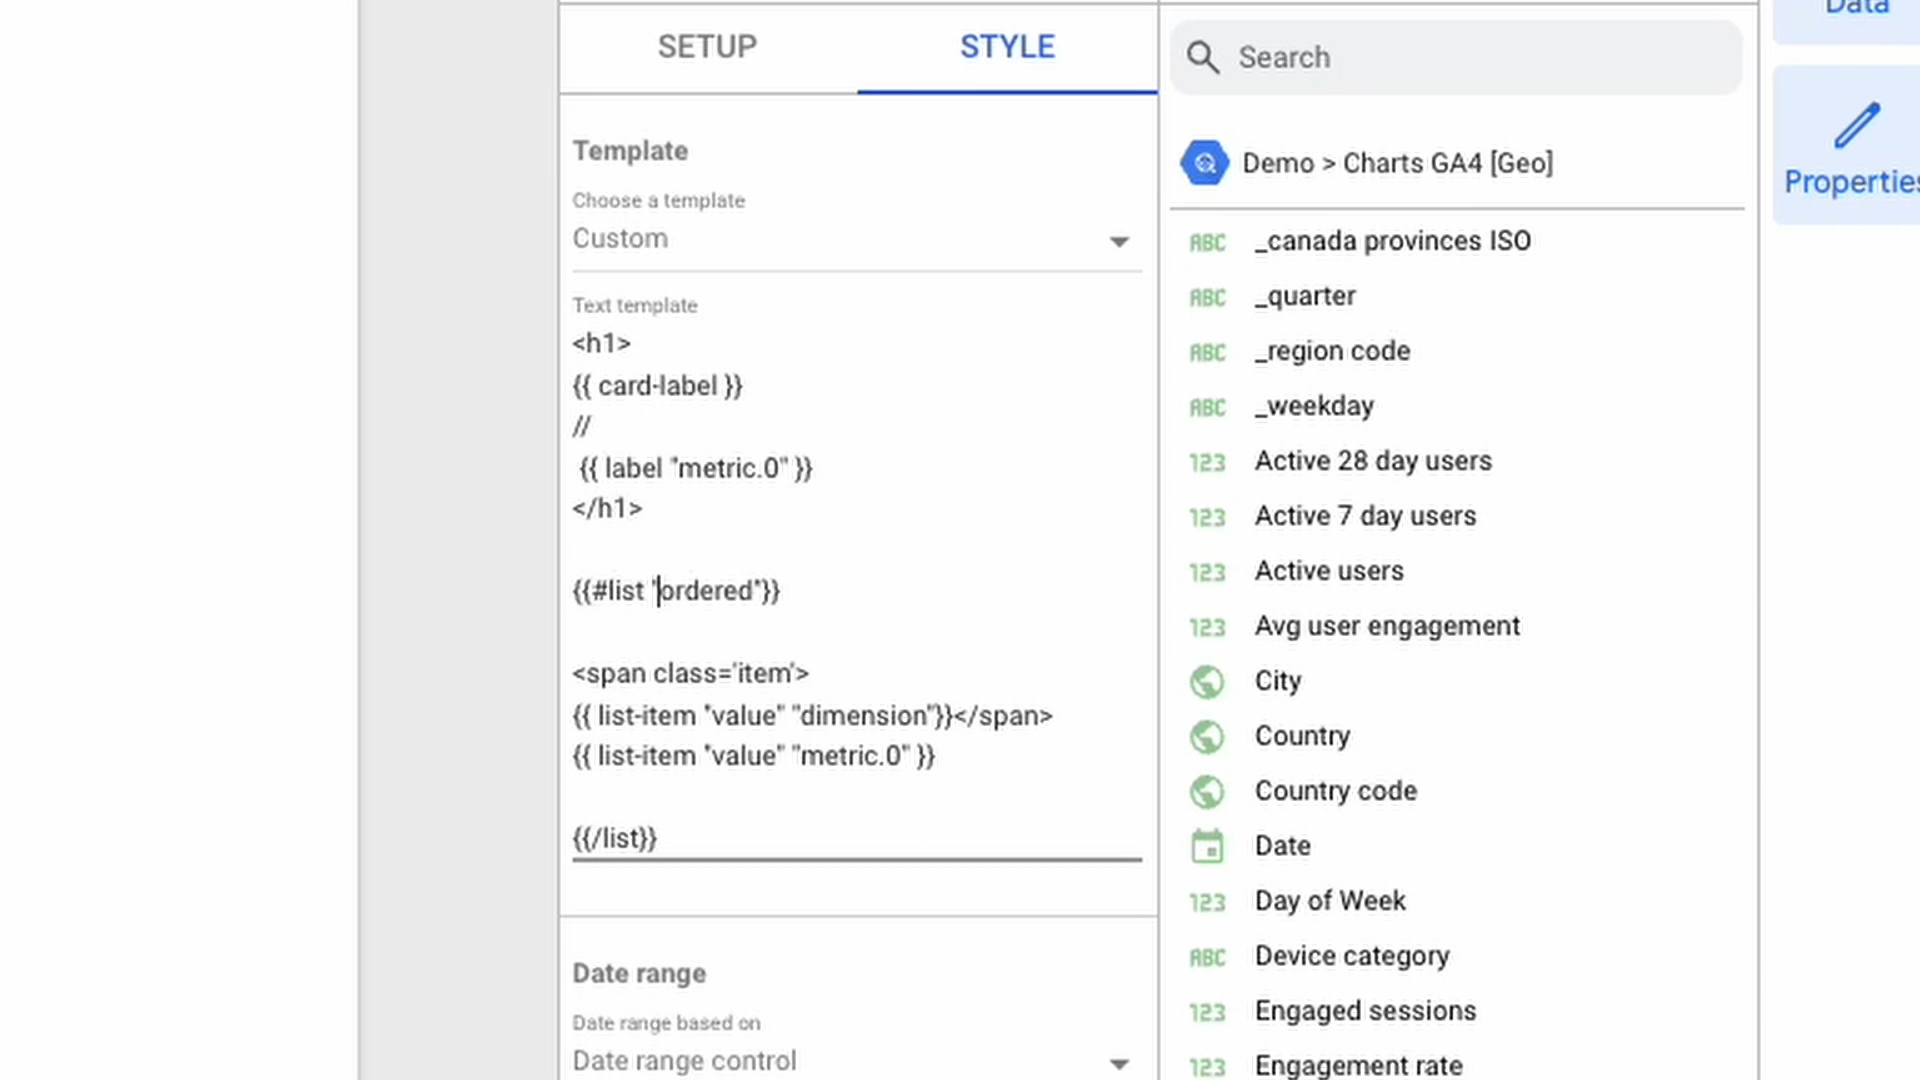 SETUP
STYLE
Template
Choose a template
Custom
Text template
<h1>
{{ card-label }}
//
{{ label "metric.0" }}
</h1>
{{#list "ordered"}}
<span class='item'>
{{ list-item "value" "dimension"}}</span>
{{ list-item "value" "metric.0" }}
{{/list}}
Date range
Date range based on
Date range control
Search
Demo > Charts GA4 [Geo]
ABC _canada provinces ISO
ABC _quarter
ABC _region code
ABC _weekday
123 Active 28 day users
123 Active 7 day users
123 Active users
123 Avg user engagement
City
Country
Country code
Date
123 Day of Week
ABC Device category
123 Engaged sessions
123 Engagement rate
Data
Properties